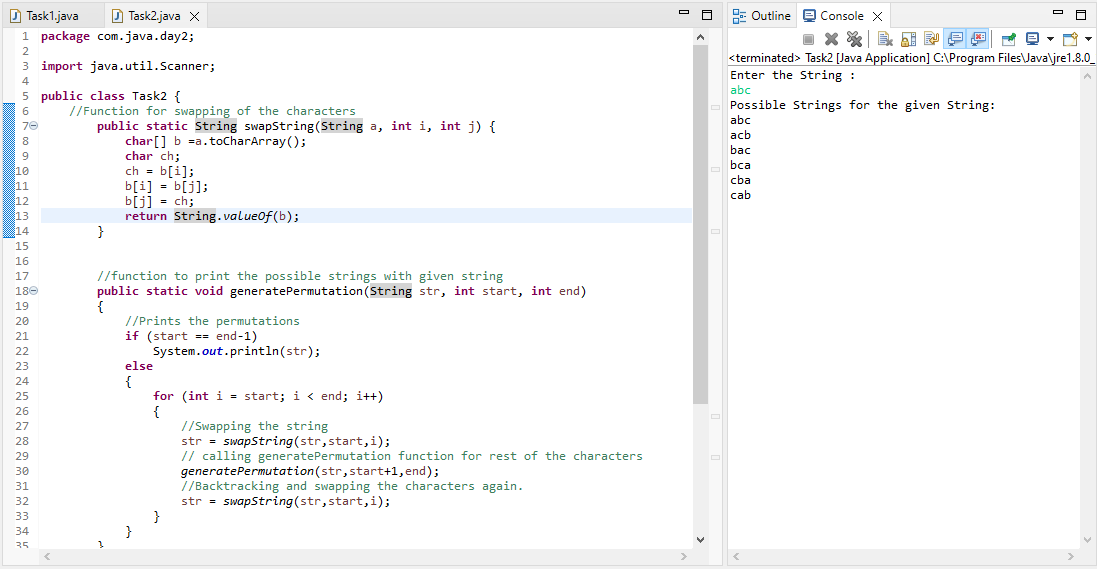 Task1.java
Task2.java
1 package com.java.day2;
2
3 import java.util.Scanner;
4
5 public class Task2 {
6     //Function for swapping of the characters
7         public static String swapString(String a, int i, int j) {
8             char[] b =a.toCharArray();
9             char ch;
10             ch = b[i];
11             b[i] = b[j];
12             b[j] = ch;
13             return String.valueOf(b);
14         }
15
16
17         //function to print the possible strings with given string
18         public static void generatePermutation(String str, int start, int end)
19         {
20             //Prints the permutations
21             if (start == end-1)
22                 System.out.println(str);
23             else
24             {
25                 for (int i = start; i < end; i++)
26                 {
27                     //Swapping the string
28                     str = swapString(str,start,i);
29                     // calling generatePermutation function for rest of the characters
30                     generatePermutation(str,start+1,end);
31                     //Backtracking and swapping the characters again.
32                     str = swapString(str,start,i);
33                 }
34             }
35         }
Outline
Console
<terminated> Task2 [Java Application] C:\Program Files\Java\jre1.8.0_
Enter the String :
abc
Possible Strings for the given String:
abc
acb
bac
bca
cba
cab